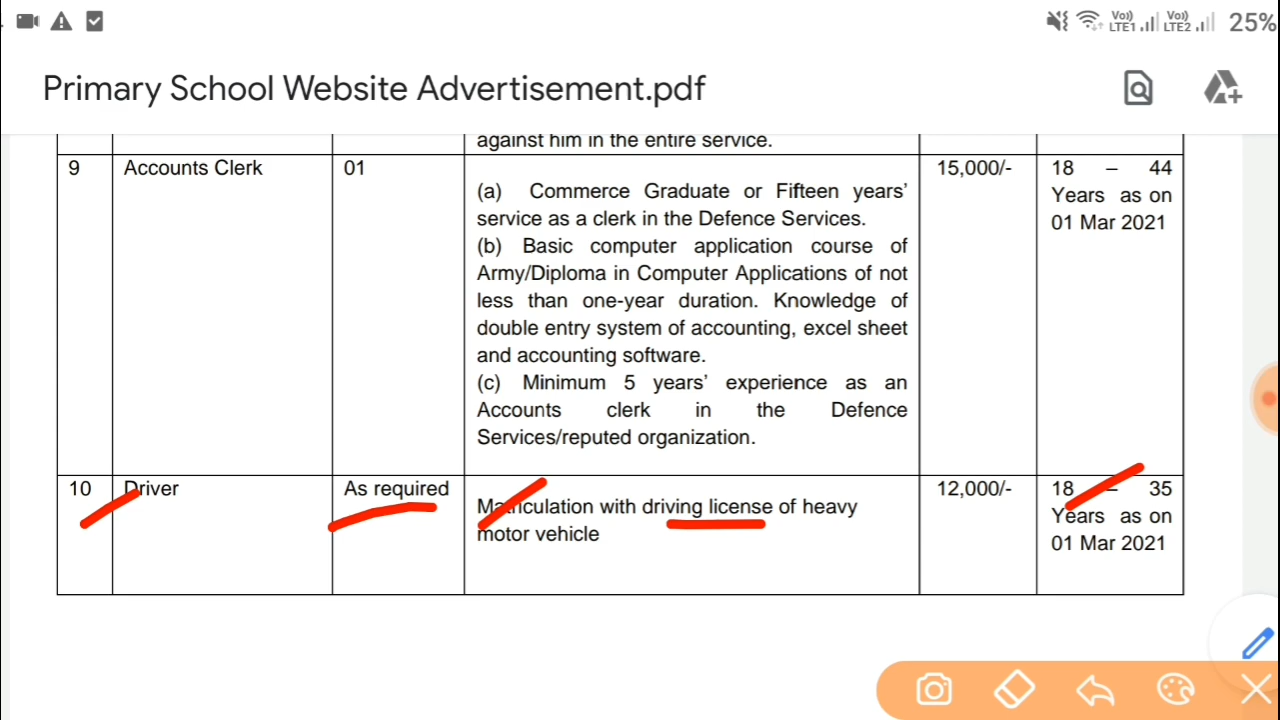 Vo)) LTE1 Vo)) LTE2 25%
Primary School Website Advertisement.pdf
against him in the entire service.
9 Accounts Clerk 01 15,000/- 18 – 44
Years as on
01 Mar 2021
(a) Commerce Graduate or Fifteen years’
service as a clerk in the Defence Services.
(b) Basic computer application course of
Army/Diploma in Computer Applications of not
less than one-year duration. Knowledge of
double entry system of accounting, excel sheet
and accounting software.
(c) Minimum 5 years’ experience as an
Accounts clerk in the Defence
Services/reputed organization.
10 Driver As required 12,000/- 18 – 35
Years as on
01 Mar 2021
Matriculation with driving license of heavy
motor vehicle